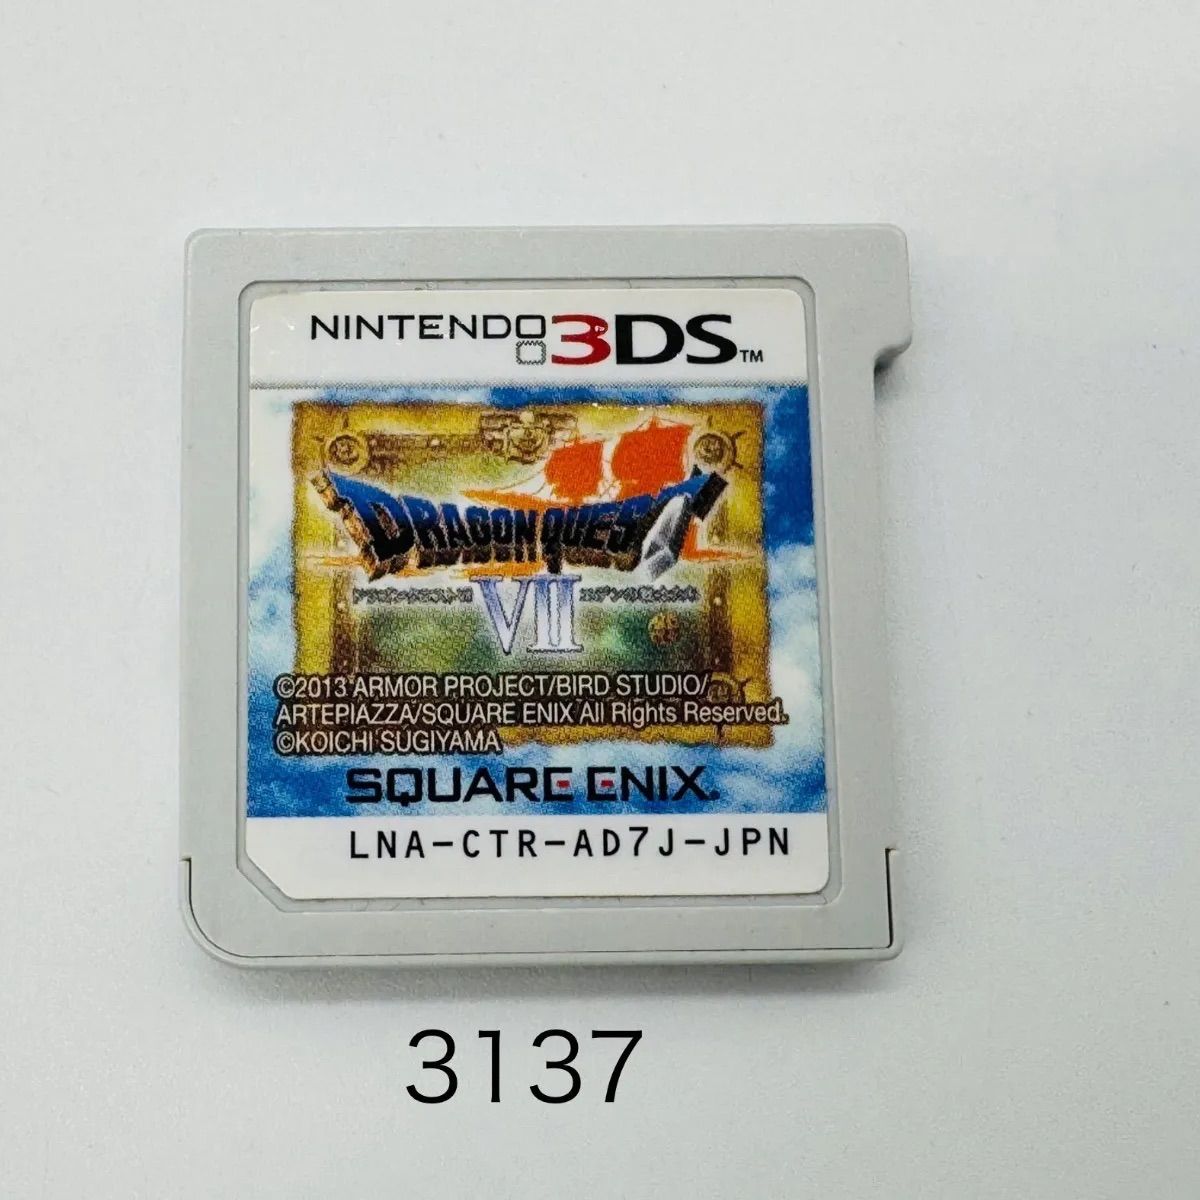 NINTENDO 3DS™
DRAGON QUEST
VII
©2013 ARMOR PROJECT/BIRD STUDIO/
ARTEPIAZZA/SQUARE ENIX All Rights Reserved.
©KOICHI SUGIYAMA
SQUARE ENIX.
LNA-CTR-AD7J-JPN
3137